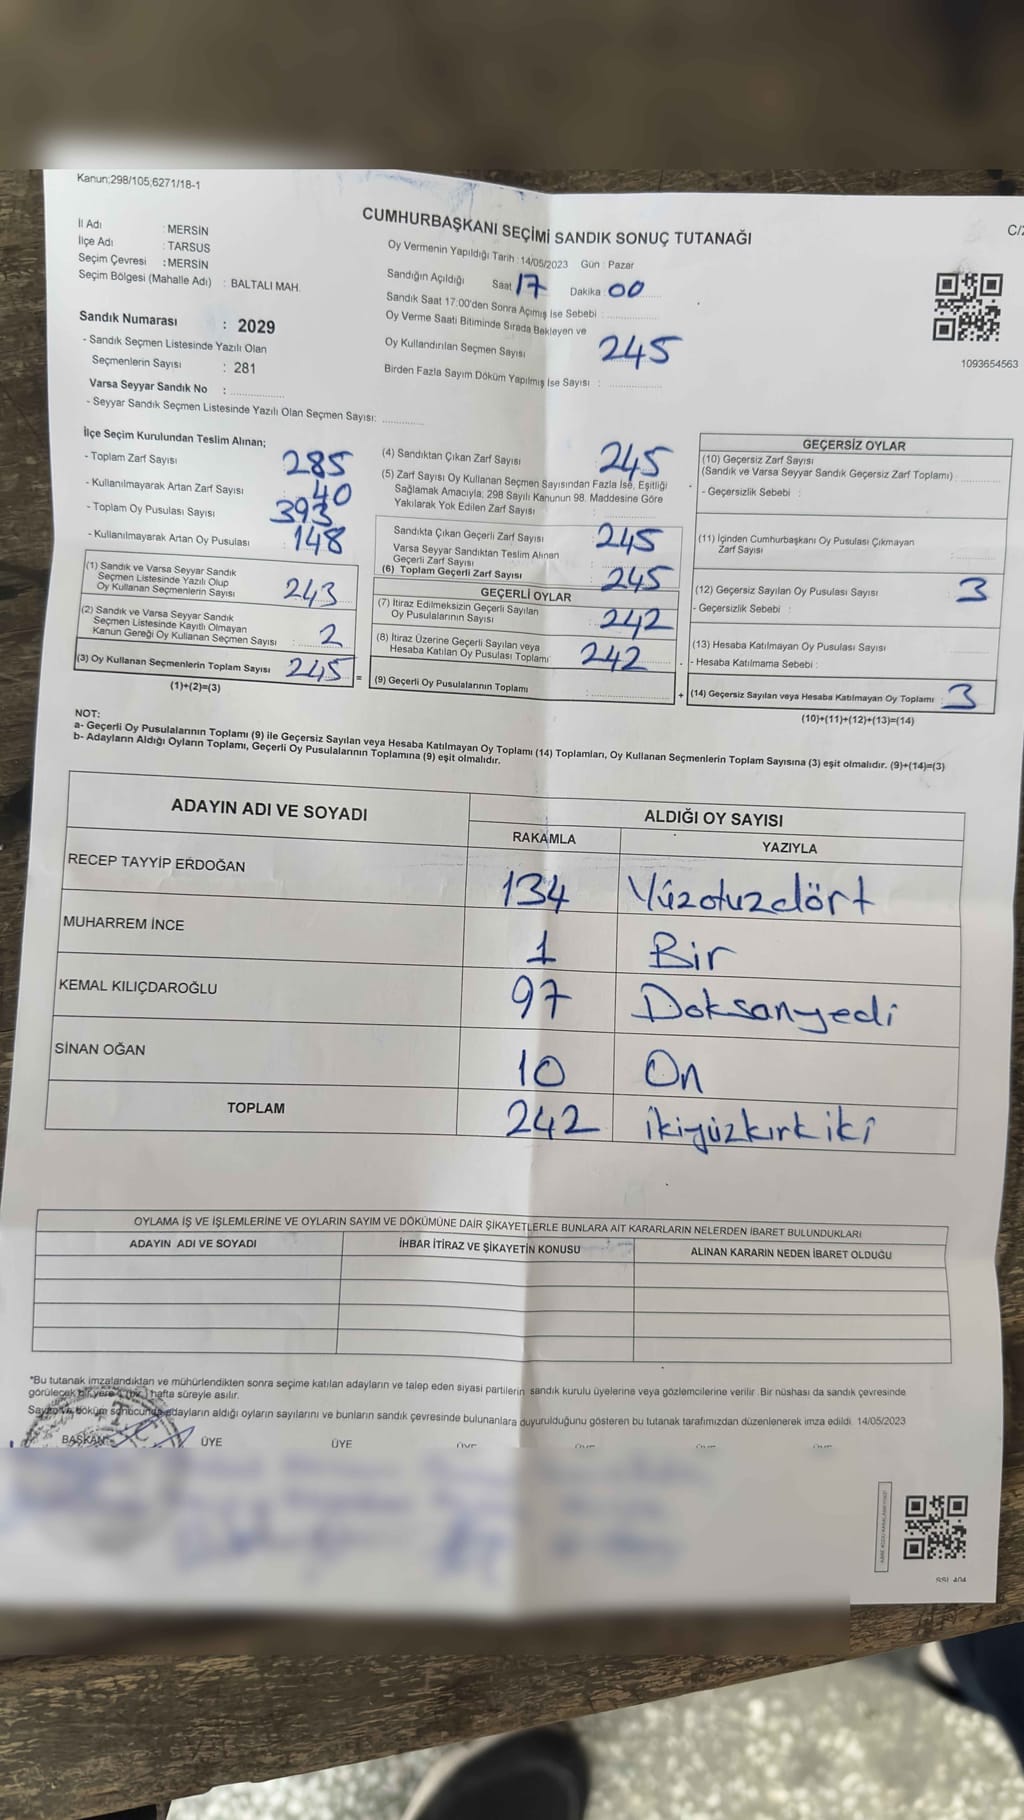 Kanun;298/105;6271/18-1
CUMHURBAŞKANI SEÇİMİ SANDIK SONUÇ TUTANAĞI
C/2
İl Adı : MERSİN
İlçe Adı : TARSUS
Seçim Çevresi : MERSİN
Seçim Bölgesi (Mahalle Adı) : BALTALI MAH.
Sandık Numarası : 2029
- Sandık Seçmen Listesinde Yazılı Olan
Seçmenlerin Sayısı : 281
Varsa Seyyar Sandık No :
- Seyyar Sandık Seçmen Listesinde Yazılı Olan Seçmen Sayısı:
Oy Vermenin Yapıldığı Tarih : 14/05/2023 Gün : Pazar
Sandığın Açıldığı Saat 17 Dakika 00
Sandık Saat 17.00'den Sonra Açımış İse Sebebi :
Oy Verme Saati Bitiminde Sırada Bekleyen ve
Oy Kullandırılan Seçmen Sayısı 245
Birden Fazla Sayım Döküm Yapılmış İse Sayısı :
1093654563
İlçe Seçim Kurulundan Teslim Alınan;
- Toplam Zarf Sayısı 285
- Kullanılmayarak Artan Zarf Sayısı : 40
- Toplam Oy Pusulası Sayısı 393
- Kullanılmayarak Artan Oy Pusulası : 148
(1) Sandık ve Varsa Seyyar Sandık
Seçmen Listesinde Yazılı Olup
Oy Kullanan Seçmenlerin Sayısı : 243
(2) Sandık ve Varsa Seyyar Sandık
Seçmen Listesinde Kayıtlı Olmayan
Kanun Gereği Oy Kullanan Seçmen Sayısı : 2
(3) Oy Kullanan Seçmenlerin Toplam Sayısı 245
(1)+(2)=(3)
(4) Sandıktan Çıkan Zarf Sayısı 245
(5) Zarf Sayısı Oy Kullanan Seçmen Sayısından Fazla İse, Eşitliği
Sağlamak Amacıyla; 298 Sayılı Kanunun 98. Maddesine Göre
Yakılarak Yok Edilen Zarf Sayısı :
Sandıkta Çıkan Geçerli Zarf Sayısı : 245
Varsa Seyyar Sandıktan Teslim Alınan
Geçerli Zarf Sayısı :
(6) Toplam Geçerli Zarf Sayısı : 245
GEÇERLİ OYLAR
(7) İtiraz Edilmeksizin Geçerli Sayılan
Oy Pusulalarının Sayısı : 242
(8) İtiraz Üzerine Geçerli Sayılan veya
Hesaba Katılan Oy Pusulası Toplamı 242
=
(9) Geçerli Oy Pusulalarının Toplamı :
GEÇERSİZ OYLAR
(10) Geçersiz Zarf Sayısı
(Sandık ve Varsa Seyyar Sandık Geçersiz Zarf Toplamı) :
- Geçersizlik Sebebi :
(11) İçinden Cumhurbaşkanı Oy Pusulası Çıkmayan
Zarf Sayısı :
(12) Geçersiz Sayılan Oy Pusulası Sayısı 3
- Geçersizlik Sebebi :
(13) Hesaba Katılmayan Oy Pusulası Sayısı
- Hesaba Katılmama Sebebi :
+
(14) Geçersiz Sayılan veya Hesaba Katılmayan Oy Toplamı : 3
(10)+(11)+(12)+(13)=(14)
NOT:
a- Geçerli Oy Pusulalarının Toplamı (9) ile Geçersiz Sayılan veya Hesaba Katılmayan Oy Toplamı (14) Toplamları, Oy Kullanan Seçmenlerin Toplam Sayısına (3) eşit olmalıdır. (9)+(14)=(3)
b- Adayların Aldığı Oyların Toplamı, Geçerli Oy Pusulalarının Toplamına (9) eşit olmalıdır.
ADAYIN ADI VE SOYADI
ALDIĞI OY SAYISI
RAKAMLA YAZIYLA
RECEP TAYYİP ERDOĞAN 134 Yüzotuzdört
MUHARREM İNCE 1 Bir
KEMAL KILIÇDAROĞLU 97 Doksanyedi
SİNAN OĞAN 10 On
TOPLAM 242 ikiyüzkırkiki
OYLAMA İŞ VE İŞLEMLERİNE VE OYLARIN SAYIM VE DÖKÜMÜNE DAİR ŞİKAYETLERLE BUNLARA AİT KARARLARIN NELERDEN İBARET BULUNDUKLARI
ADAYIN ADI VE SOYADI İHBAR İTİRAZ VE ŞİKAYETİN KONUSU ALINAN KARARIN NEDEN İBARET OLDUĞU
*Bu tutanak imzalandıktan ve mühürlendikten sonra seçime katılan adayların ve talep eden siyasi partilerin sandık kurulu üyelerine veya gözlemcilerine verilir. Bir nüshası da sandık çevresinde
görülecek bir yere 1 (bir) hafta süreyle asılır.
Sayım ve döküm sonucunda adayların aldığı oyların sayılarını ve bunların sandık çevresinde bulunanlara duyurulduğunu gösteren bu tutanak tarafımızdan düzenlenerek imza edildi. 14/05/2023
BAŞKAN ÜYE ÜYE